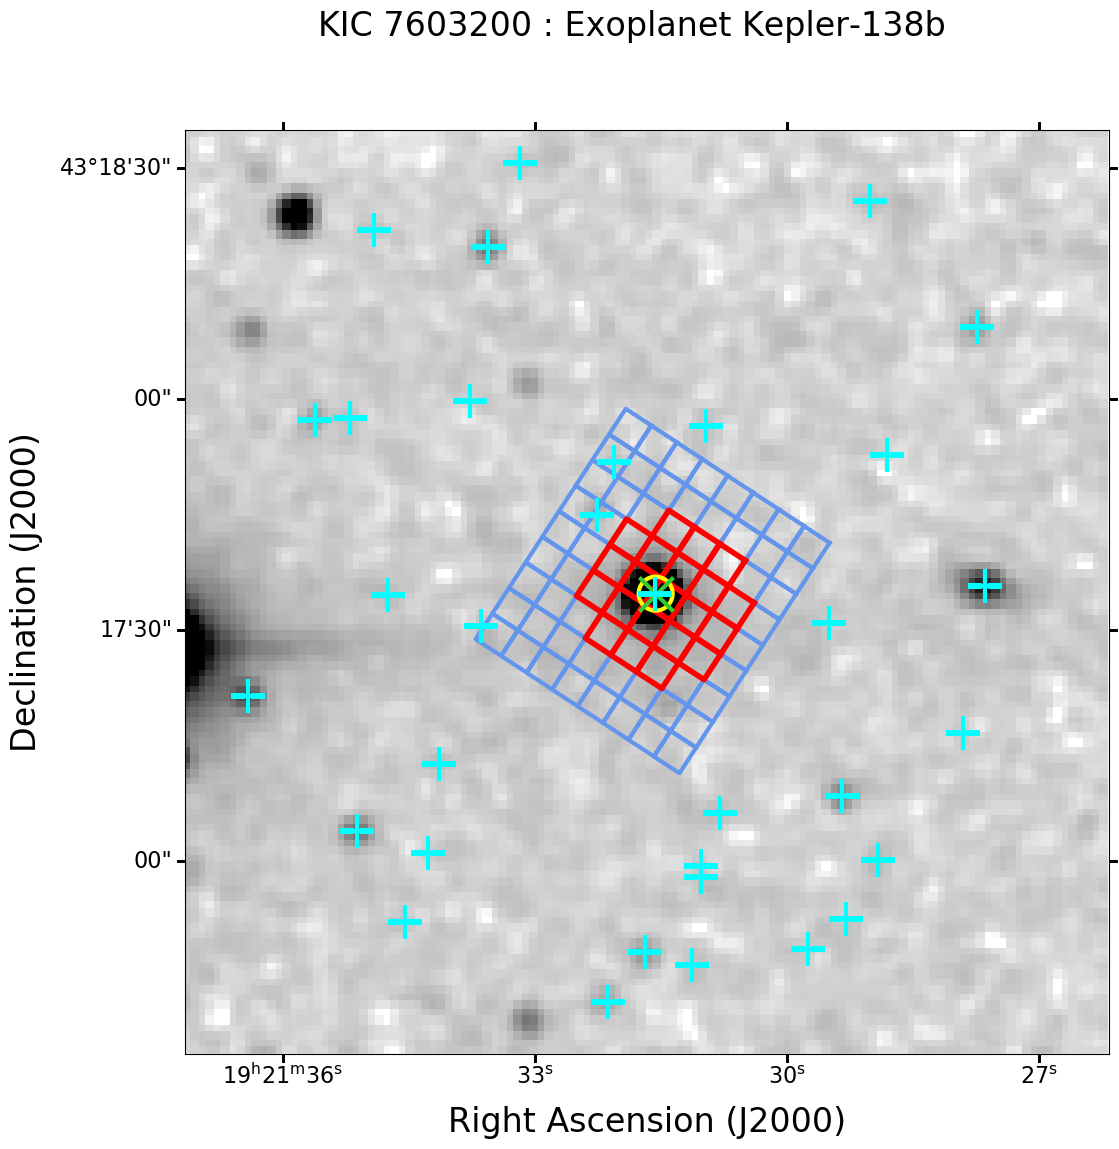 KIC 7603200 : Exoplanet Kepler-138b
43°18'30"
00"
17'30"
00"
Declination (J2000)
19ʰ21ᵐ36ˢ 33ˢ 30ˢ 27ˢ
Right Ascension (J2000)